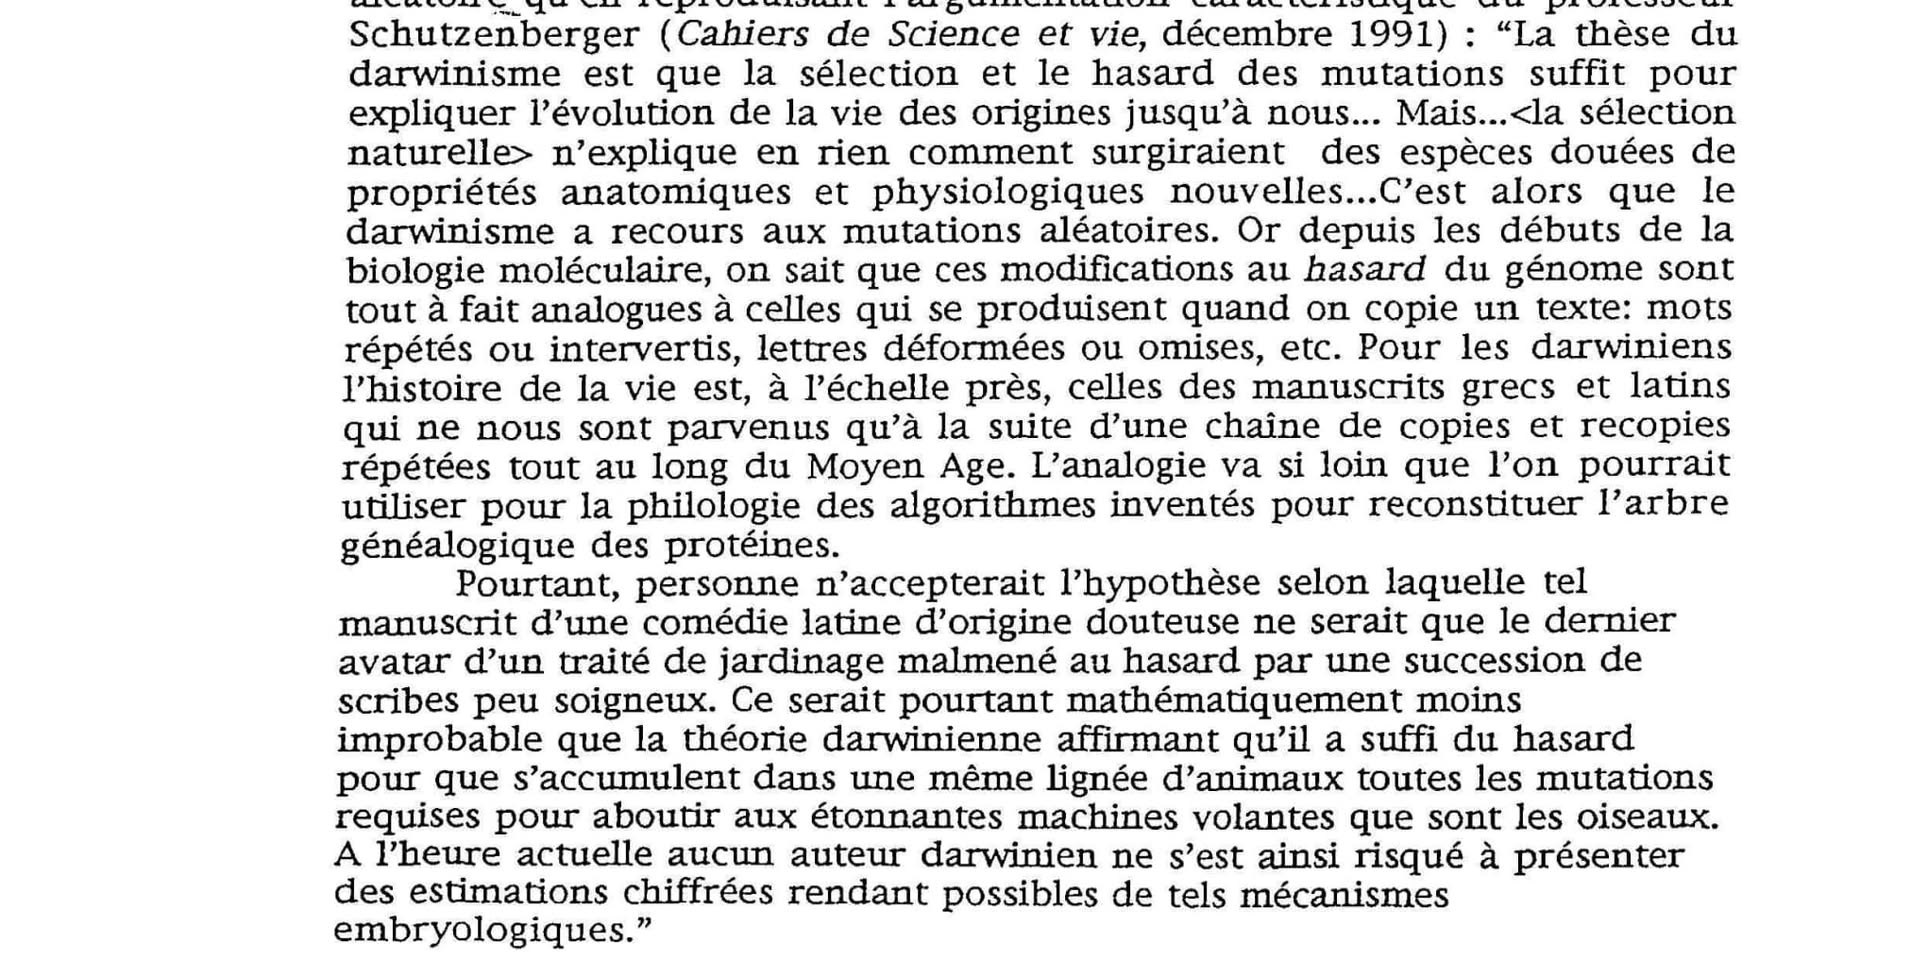 aléatoire qu'en reproduisant l'argumentation caractéristique du professeur
Schutzenberger (Cahiers de Science et vie, décembre 1991) : “La thèse du
darwinisme est que la sélection et le hasard des mutations suffit pour
expliquer l’évolution de la vie des origines jusqu’à nous... Mais...<la sélection
naturelle> n’explique en rien comment surgiraient des espèces douées de
propriétés anatomiques et physiologiques nouvelles...C’est alors que le
darwinisme a recours aux mutations aléatoires. Or depuis les débuts de la
biologie moléculaire, on sait que ces modifications au hasard du génome sont
tout à fait analogues à celles qui se produisent quand on copie un texte: mots
répétés ou intervertis, lettres déformées ou omises, etc. Pour les darwiniens
l’histoire de la vie est, à l’échelle près, celles des manuscrits grecs et latins
qui ne nous sont parvenus qu’à la suite d’une chaîne de copies et recopies
répétées tout au long du Moyen Age. L’analogie va si loin que l’on pourrait
utiliser pour la philologie des algorithmes inventés pour reconstituer l’arbre
généalogique des protéines.
Pourtant, personne n’accepterait l’hypothèse selon laquelle tel
manuscrit d’une comédie latine d’origine douteuse ne serait que le dernier
avatar d’un traité de jardinage malmené au hasard par une succession de
scribes peu soigneux. Ce serait pourtant mathématiquement moins
improbable que la théorie darwinienne affirmant qu’il a suffi du hasard
pour que s’accumulent dans une même lignée d’animaux toutes les mutations
requises pour aboutir aux étonnantes machines volantes que sont les oiseaux.
A l’heure actuelle aucun auteur darwinien ne s’est ainsi risqué à présenter
des estimations chiffrées rendant possibles de tels mécanismes
embryologiques.”